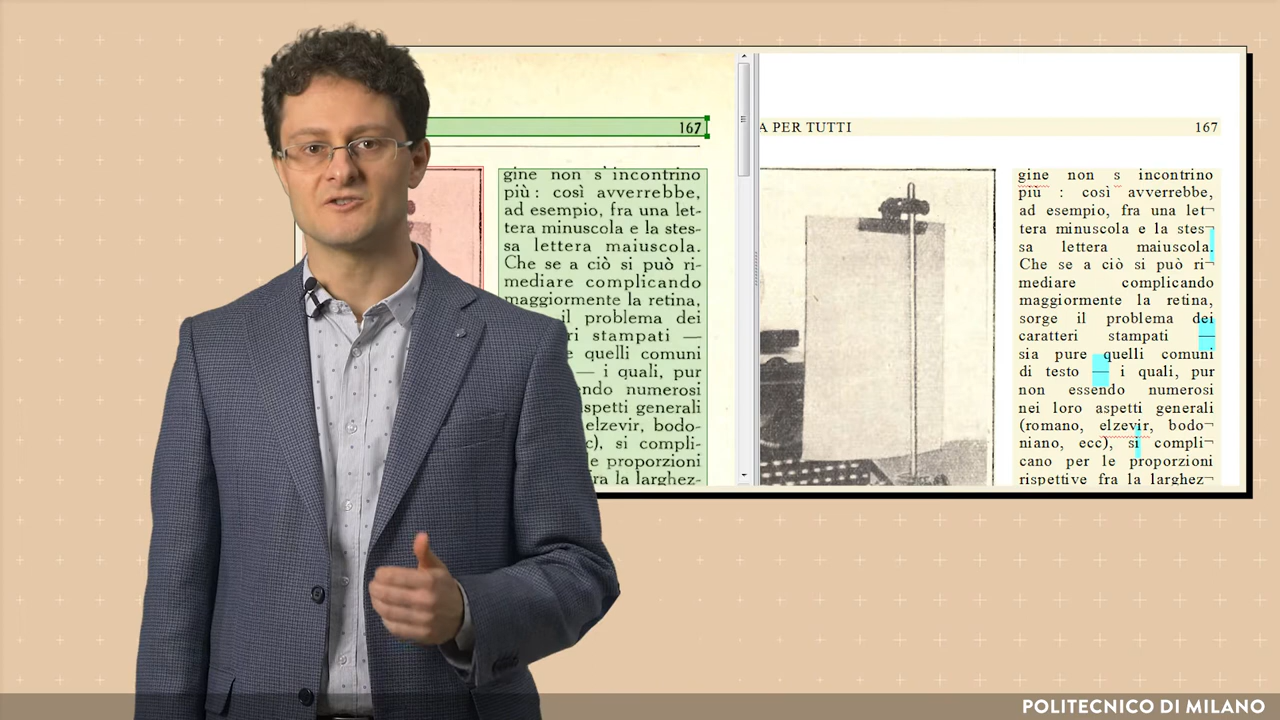 167
gine non s'incontrino
più : così avverrebbe,
ad esempio, fra una let-
tera minuscola e la stes-
sa lettera maiuscola.
Che se a ciò si può ri-
mediare complicando
maggiormente la retina,
il problema dei
ri stampati —
e quelli comuni
— i quali, pur
ndo numerosi
spetti generali
elzevir, bodo-
c), si compli-
e proporzioni
ra la larghez-
A PER TUTTI
167
gine non s incontrino
più : così avverrebbe,
ad esempio, fra una let¬
tera minuscola e la stes¬
sa lettera maiuscola.
Che se a ciò si può ri¬
mediare complicando
maggiormente la retina,
sorge il problema dei
caratteri stampati —
sia pure quelli comuni
di testo — i quali, pur
non essendo numerosi
nei loro aspetti generali
(romano, elzevir, bodo¬
niano, ecc), si compli¬
cano per le proporzioni
rispettive fra la larghez¬
POLITECNICO DI MILANO